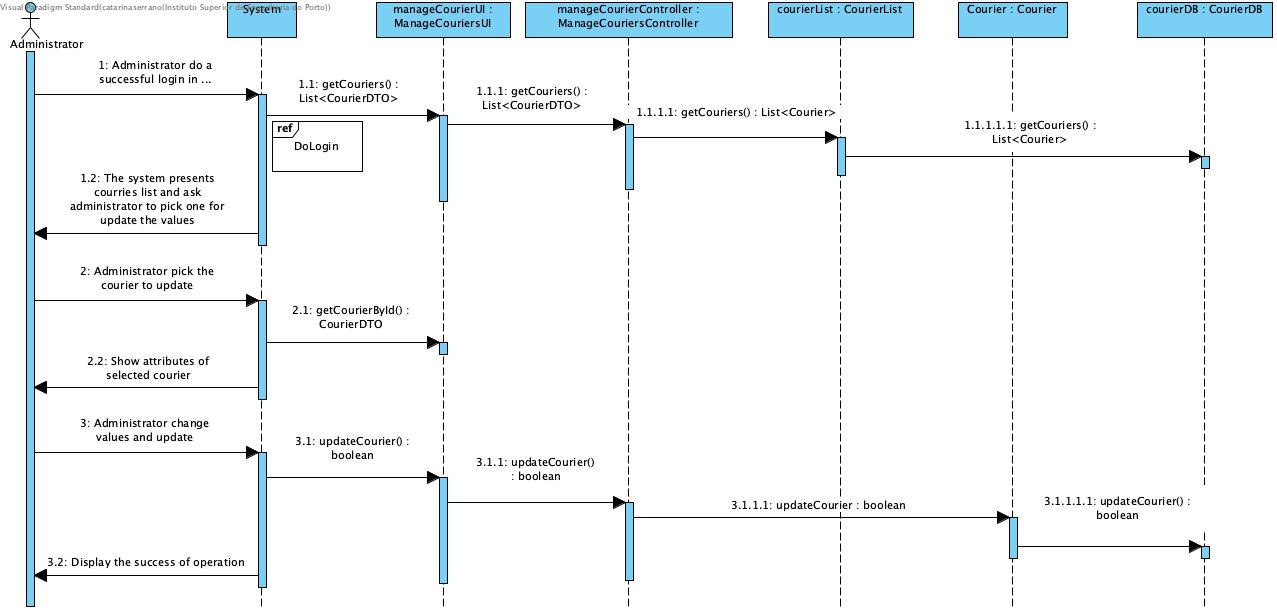 Visual Paradigm Standard(catarinaserrano(Instituto Superior de Engenharia do Porto))
System
manageCourierUI :
ManageCouriersUI
manageCourierController :
ManageCouriersController
courierList : CourierList
Courier : Courier
courierDB : CourierDB
Administrator
1: Administrator do a
successful login in ...
1.1: getCouriers() :
List<CourierDTO>
1.1.1: getCouriers() :
List<CourierDTO>
1.1.1.1: getCouriers() : List<Courier>
1.1.1.1.1: getCouriers() :
List<Courier>
ref
DoLogin
1.2: The system presents
courries list and ask
administrator to pick one for
update the values
2: Administrator pick the
courier to update
2.1: getCourierById() :
CourierDTO
2.2: Show attributes of
selected courier
3: Administrator change
values and update
3.1: updateCourier() :
boolean
3.1.1: updateCourier()
: boolean
3.1.1.1: updateCourier : boolean
3.1.1.1.1: updateCourier() :
boolean
3.2: Display the success of operation